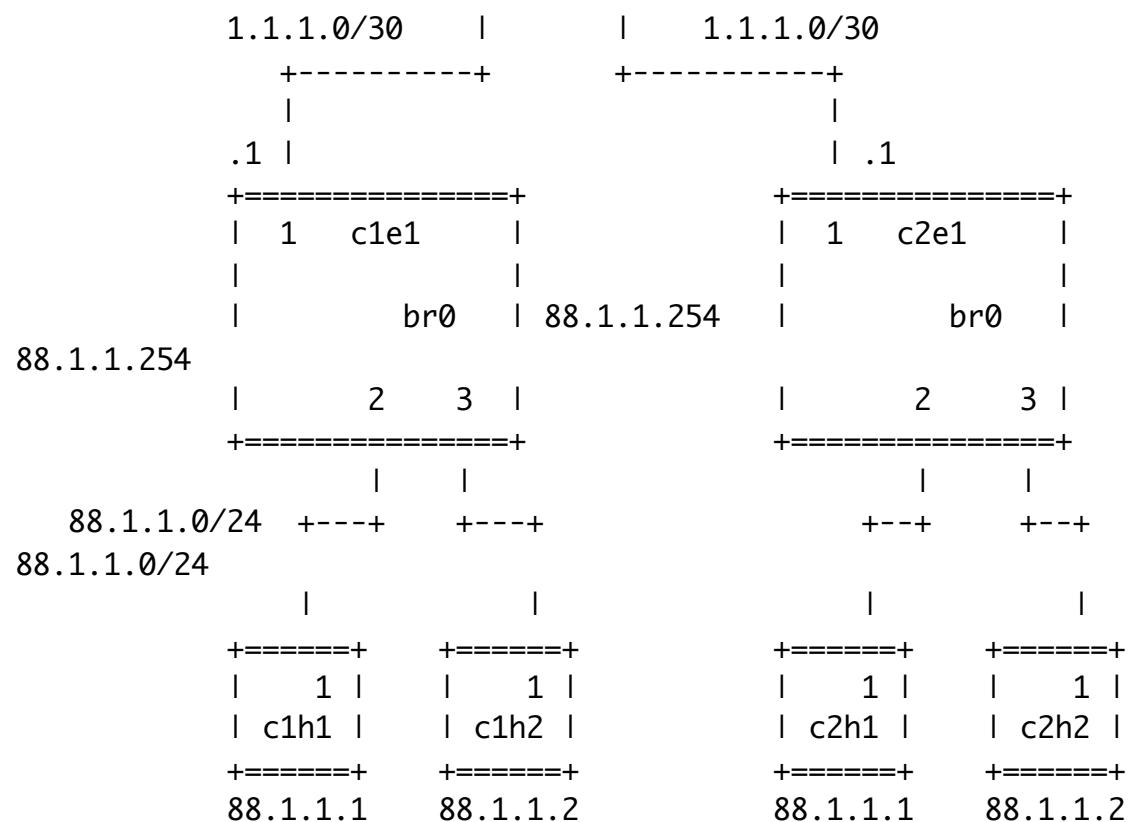 1.1.1.0/30    |       |    1.1.1.0/30
               +----------+       +-----------+
               |                              |
            .1 |                              | .1
            +===============+              +===============+
            |  1   c1e1     |              |  1   c2e1     |
            |               |              |               |
            |         br0   | 88.1.1.254   |         br0   |
88.1.1.254
            |       2    3  |              |       2     3 |
            +===============+              +===============+
                    |    |                         |     |
   88.1.1.0/24  +---+    +---+                  +--+     +--+
88.1.1.0/24
                |            |                  |           |
            +======+    +======+           +======+    +======+
            |    1 |    |    1 |           |    1 |    |    1 |
            | c1h1 |    | c1h2 |           | c2h1 |    | c2h2 |
            +======+    +======+           +======+    +======+
            88.1.1.1    88.1.1.2           88.1.1.1    88.1.1.2